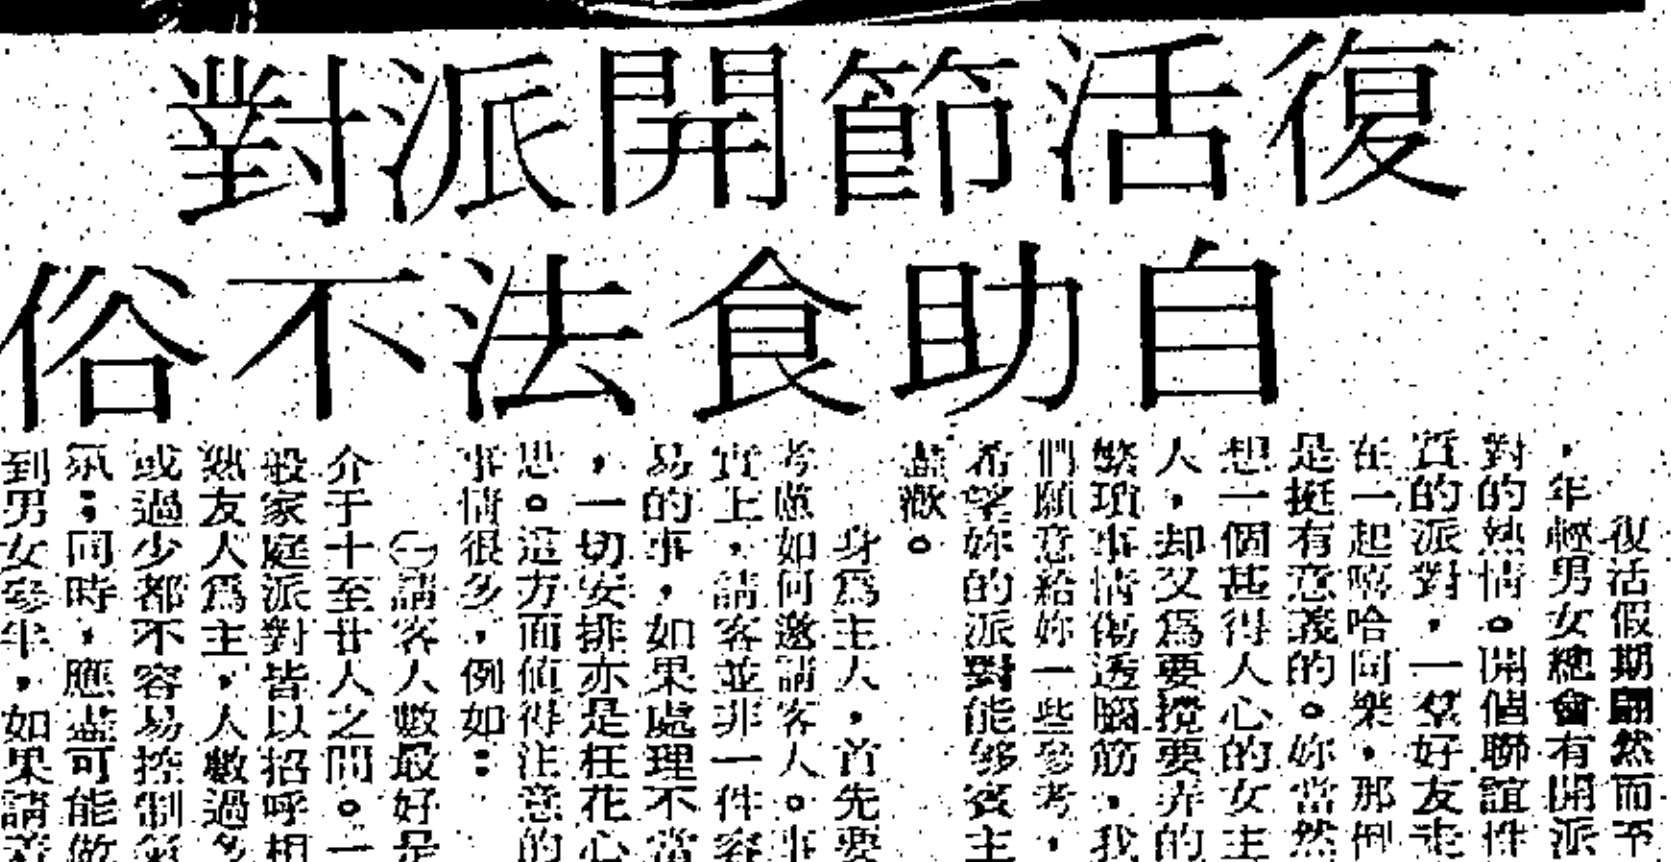 復活節開派對
自助食法不俗
復活假期翩然而至
，年輕男女總會有開派
對的熱情。開個聯誼性
質的派對，一羣好友走
在一起嘻哈同樂，那倒
是挺有意義的。妳當然
想一個甚得人心的女主
人，却又爲要攪要弄的
繁瑣事情傷透腦筋，我
們願意給妳一些參考，
希望妳的派對能够賓主
盡歡。
身爲主人，首先要
考慮如何邀請客人。事
實上，請客並非一件容
易的事，如果處理不當
，一切安排亦是枉花心
思。這方面值得注意的
事情很多，例如：
㊀請客人數最好是
介于十至廿人之間。一
般家庭派對皆以招呼相
熟友人爲主，人數過多
或過少都不容易控制氣
氛；同時，應盡可能做
到男女參半，如果請